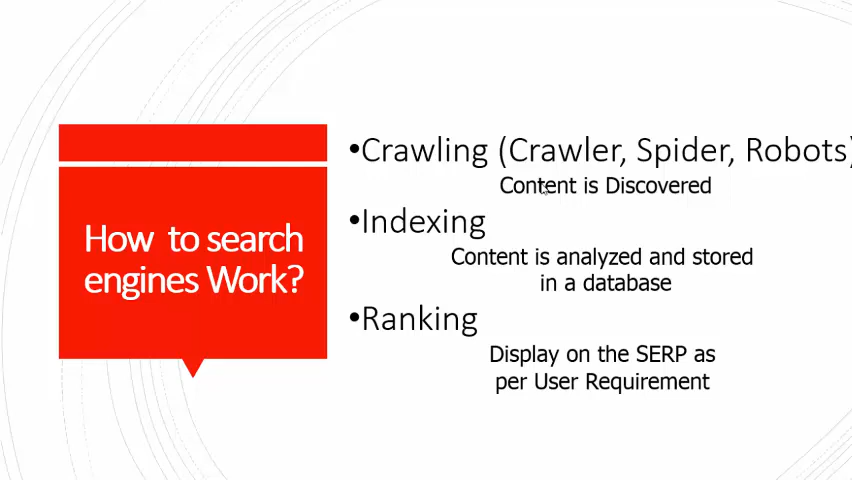 How to search
engines Work?
•Crawling (Crawler, Spider, Robots)
Content is Discovered
•Indexing
Content is analyzed and stored
in a database
•Ranking
Display on the SERP as
per User Requirement